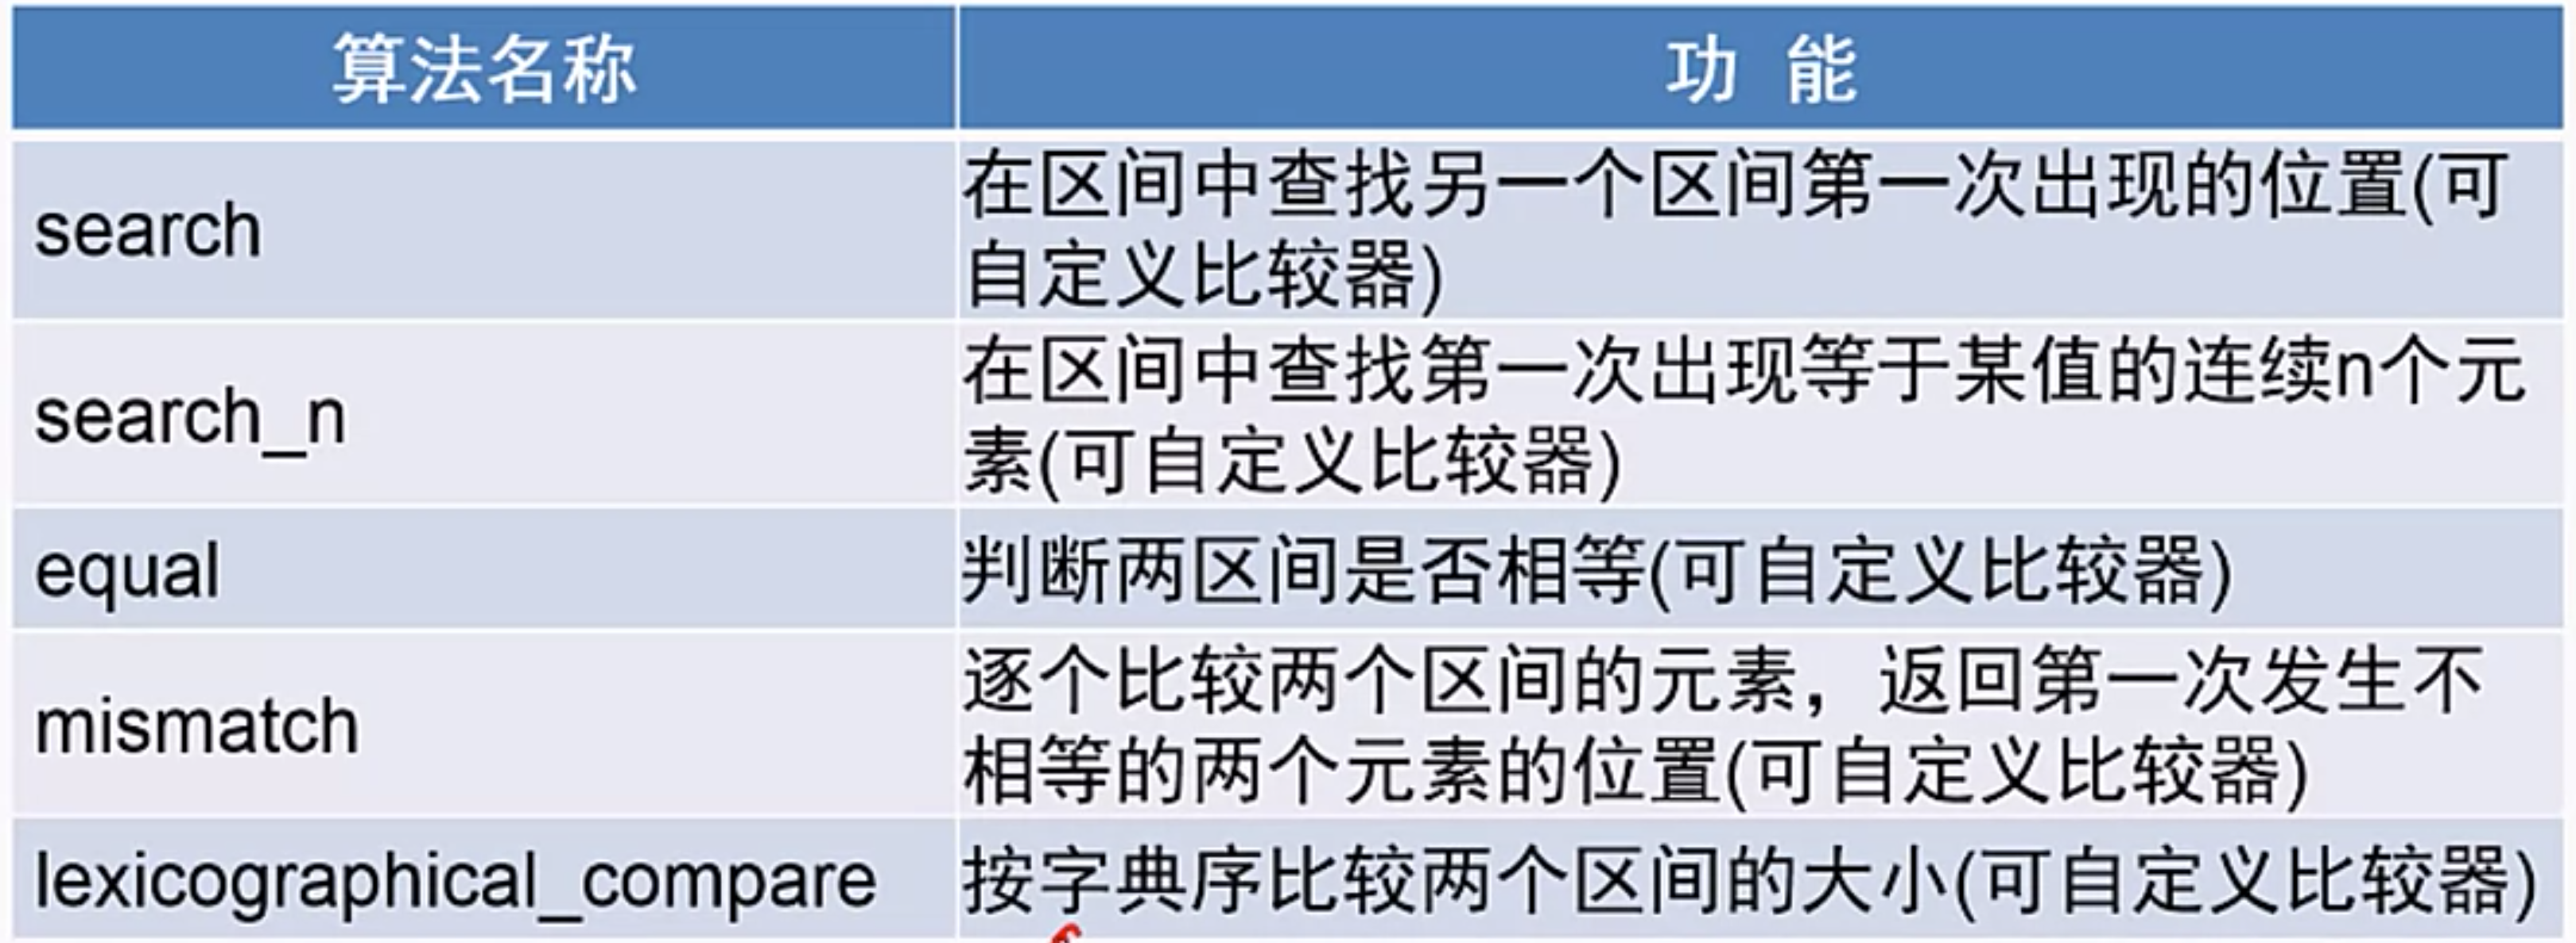 算法名称
功 能
search
在区间中查找另一个区间第一次出现的位置(可
自定义比较器)
search_n
在区间中查找第一次出现等于某值的连续n个元
素(可自定义比较器)
equal
判断两区间是否相等(可自定义比较器)
mismatch
逐个比较两个区间的元素，返回第一次发生不
相等的两个元素的位置(可自定义比较器)
lexicographical_compare
按字典序比较两个区间的大小(可自定义比较器)